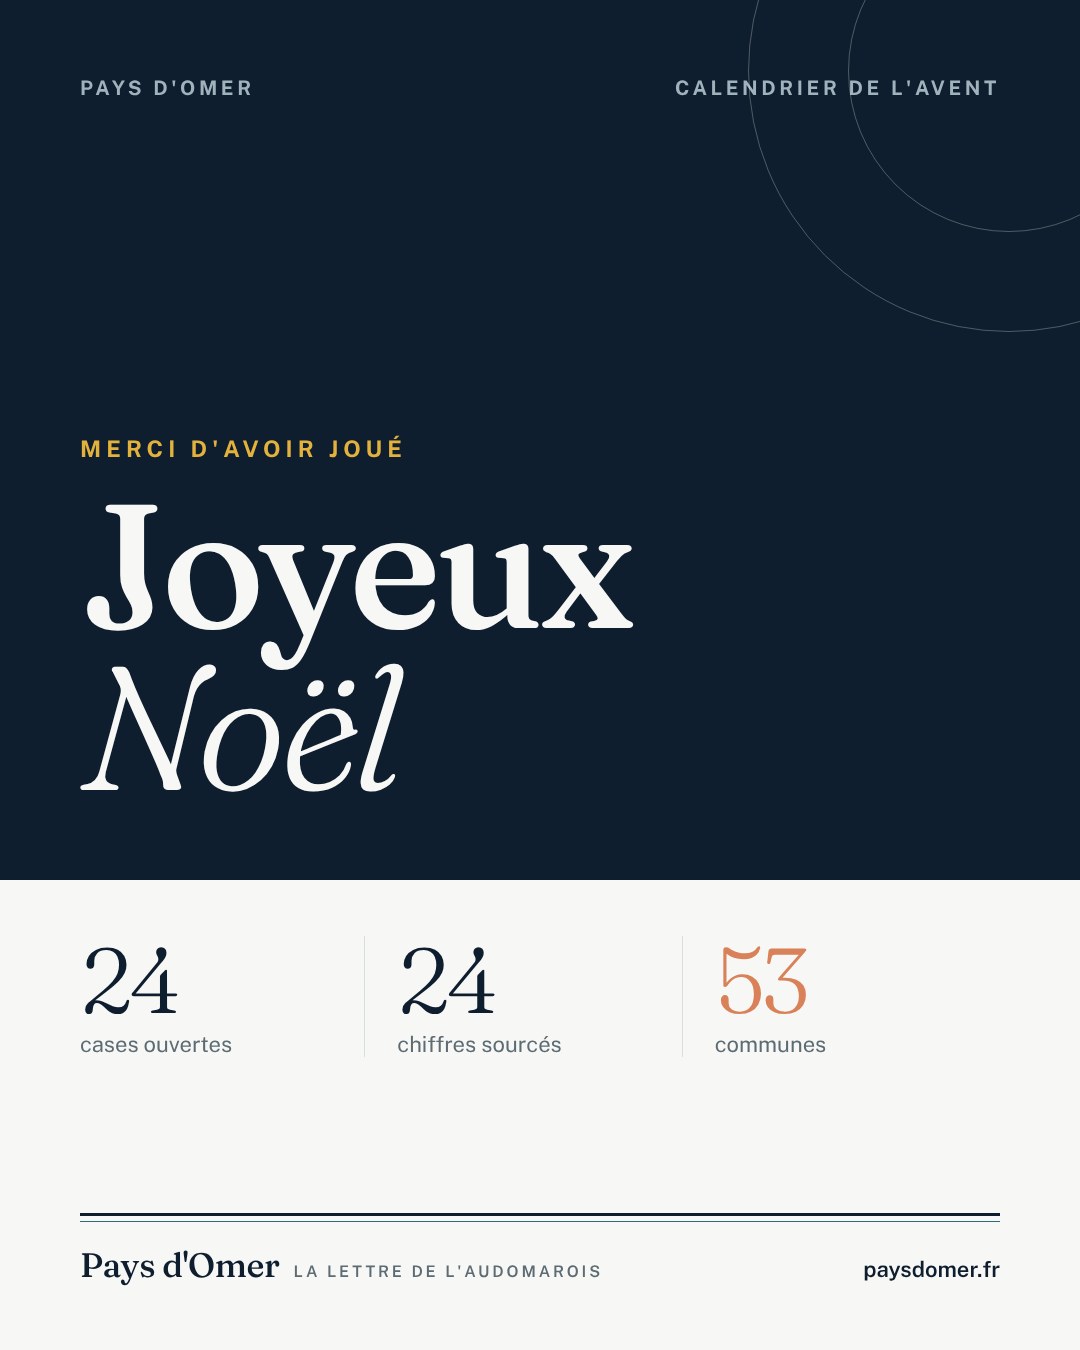 PAYS D'OMER
CALENDRIER DE L'AVENT
MERCI D'AVOIR JOUÉ
Joyeux
Noël
24
cases ouvertes
24
chiffres sourcés
53
communes
Pays d'Omer LA LETTRE DE L'AUDOMAROIS
paysdomer.fr